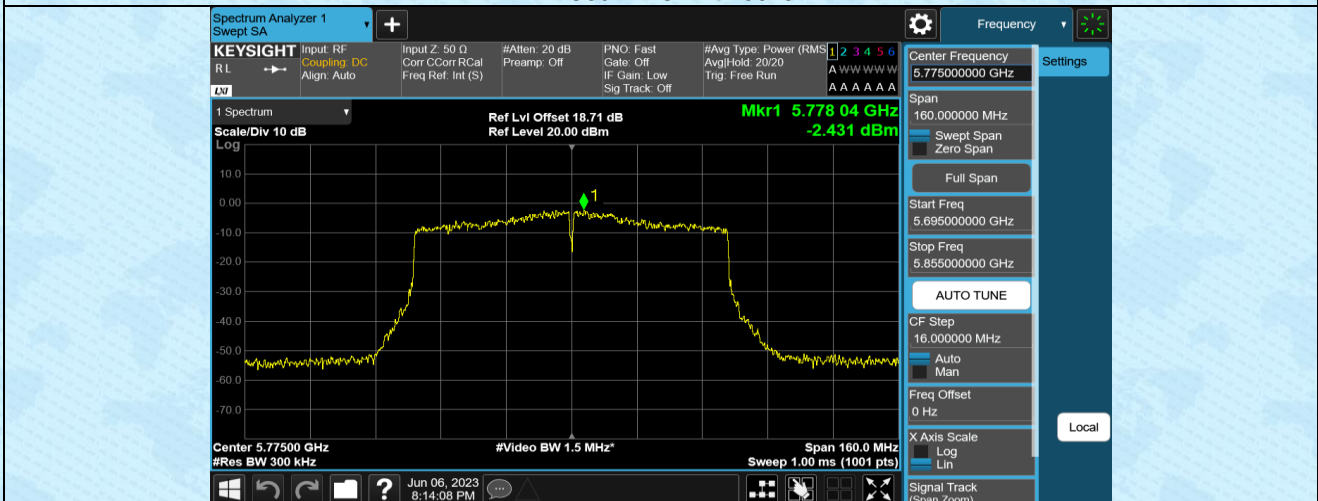 Spectrum Analyzer 1
Swept SA
+
Frequency
KEYSIGHT
RL
LXI
Input: RF
Coupling: DC
Align: Auto
Input Z: 50 Ω
Corr CCorr RCal
Freq Ref: Int (S)
#Atten: 20 dB
Preamp: Off
PNO: Fast
Gate: Off
IF Gain: Low
Sig Track: Off
#Avg Type: Power (RMS
Avg|Hold: 20/20
Trig: Free Run
1 2 3 4 5 6
A W W W W W
A A A A A A
1 Spectrum
Scale/Div 10 dB
Log
Ref Lvl Offset 18.71 dB
Ref Level 20.00 dBm
Mkr1 5.778 04 GHz
-2.431 dBm
10.0
0.00
-10.0
-20.0
-30.0
-40.0
-50.0
-60.0
-70.0
1
Center 5.77500 GHz
#Res BW 300 kHz
#Video BW 1.5 MHz*
Span 160.0 MHz
Sweep 1.00 ms (1001 pts)
?
Jun 06, 2023
8:14:08 PM
Center Frequency
5.775000000 GHz
Span
160.000000 MHz
Swept Span
Zero Span
Full Span
Start Freq
5.695000000 GHz
Stop Freq
5.855000000 GHz
AUTO TUNE
CF Step
16.000000 MHz
Auto
Man
Freq Offset
0 Hz
X Axis Scale
Log
Lin
Signal Track
(Span Zoom)
Settings
Local